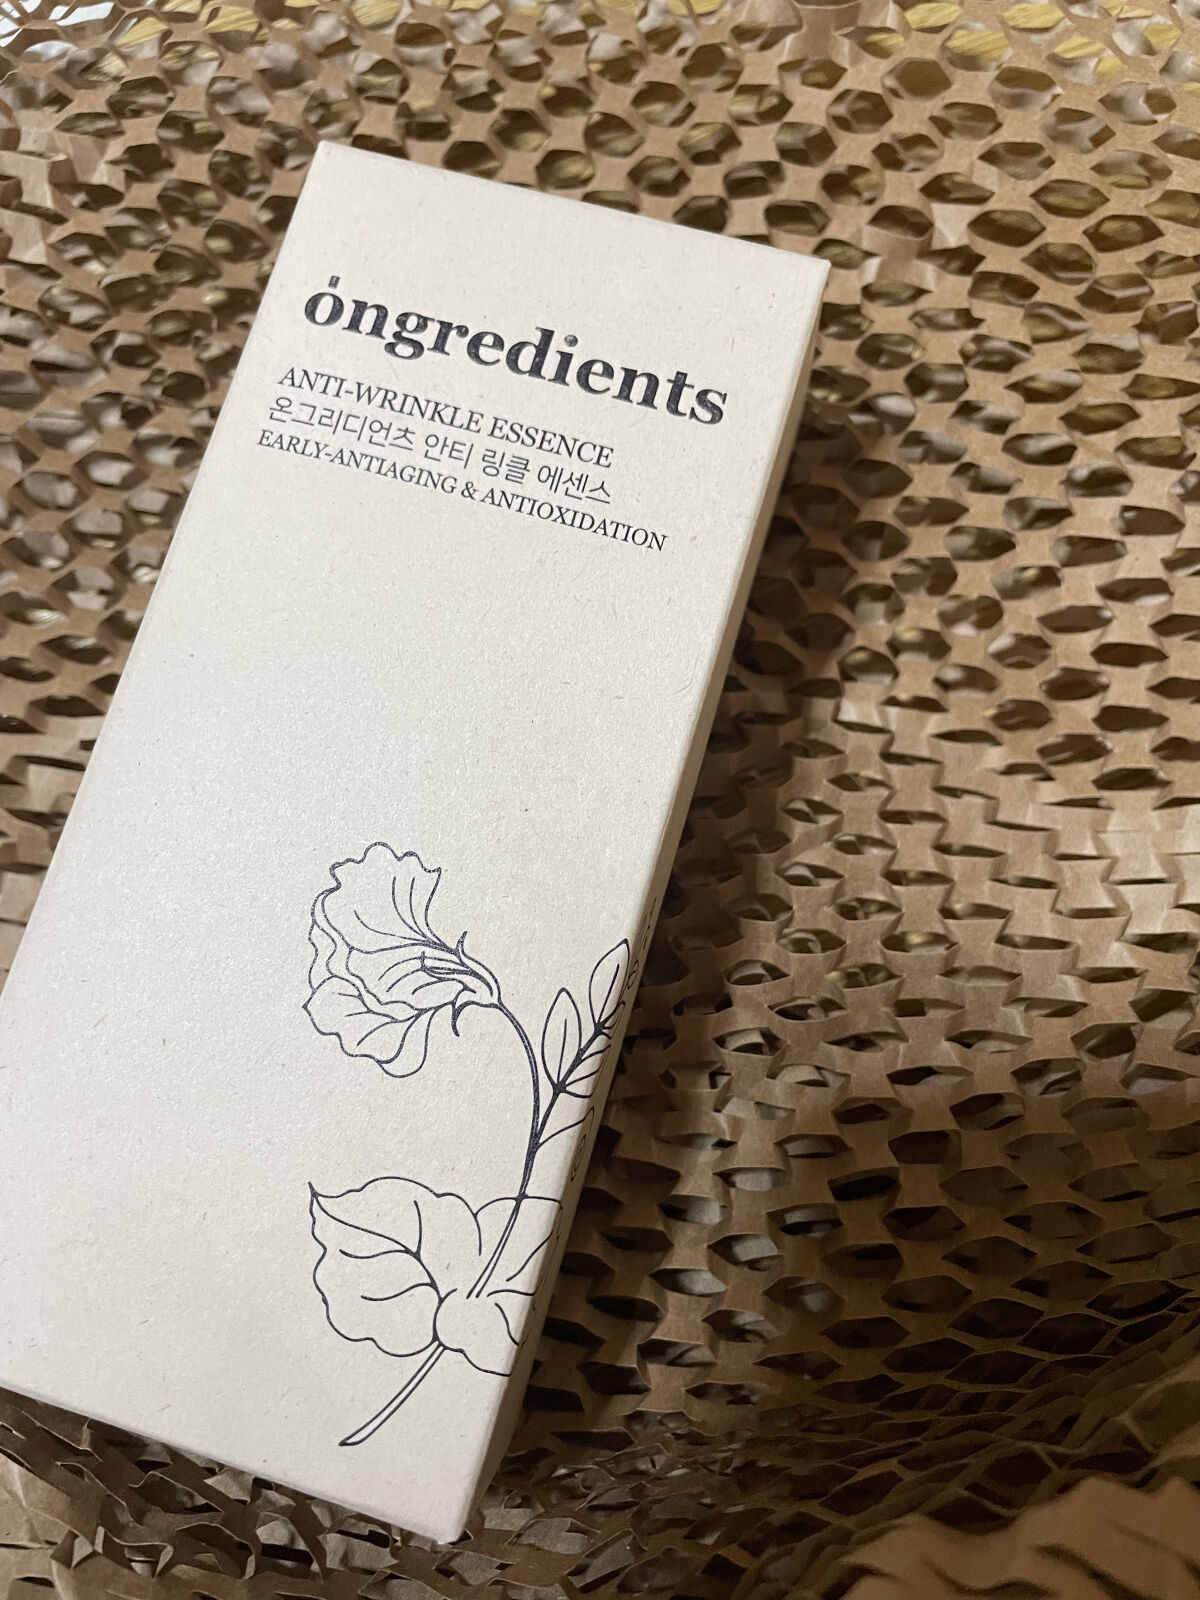 ongredients
ANTI-WRINKLE ESSENCE
온그리디언츠 안티 링클 에센스
EARLY-ANTIAGING & ANTIOXIDATION